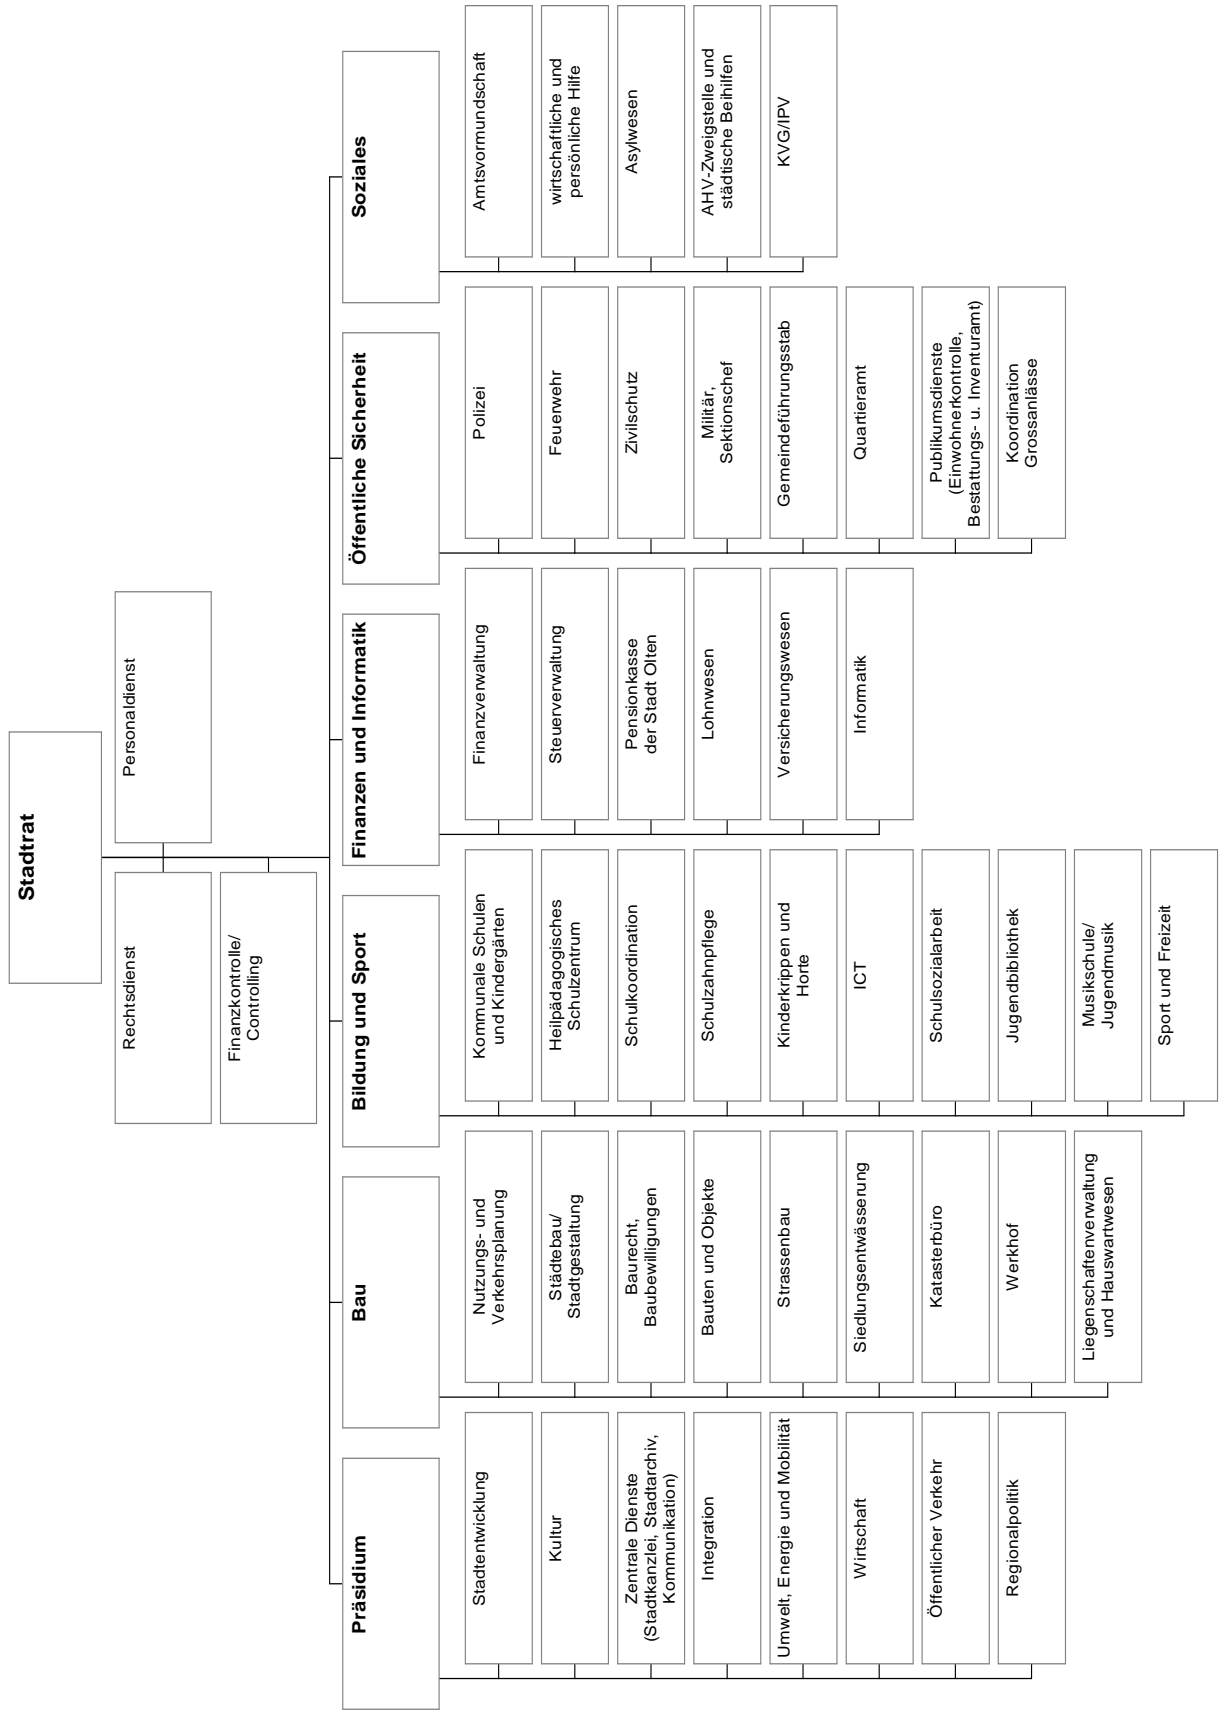 Stadtrat
Rechtsdienst
Personaldienst
Finanzkontrolle/
Controlling
Präsidium
Stadtentwicklung
Kultur
Zentrale Dienste
(Stadtkanzlei, Stadtarchiv,
Kommunikation)
Integration
Umwelt, Energie und Mobilität
Wirtschaft
Öffentlicher Verkehr
Regionalpolitik
Bau
Nutzungs- und
Verkehrsplanung
Städtebau/
Stadtgestaltung
Baurecht,
Baubewilligungen
Bauten und Objekte
Strassenbau
Siedlungsentwässerung
Katasterbüro
Werkhof
Liegenschaftenverwaltung
und Hauswartwesen
Bildung und Sport
Kommunale Schulen
und Kindergärten
Heilpädagogisches
Schulzentrum
Schulkoordination
Schulzahnpflege
Kinderkrippen und
Horte
ICT
Schulsozialarbeit
Jugendbibliothek
Musikschule/
Jugendmusik
Sport und Freizeit
Finanzen und Informatik
Finanzverwaltung
Steuerverwaltung
Pensionkasse
der Stadt Olten
Lohnwesen
Versicherungswesen
Informatik
Öffentliche Sicherheit
Polizei
Feuerwehr
Zivilschutz
Militär,
Sektionschef
Gemeindeführungsstab
Quartieramt
Publikumsdienste
(Einwohnerkontrolle,
Bestattungs- u. Inventuramt)
Koordination
Grossanlässe
Soziales
Amtsvormundschaft
wirtschaftliche und
persönliche Hilfe
Asylwesen
AHV-Zweigstelle und
städtische Beihilfen
KVG/IPV